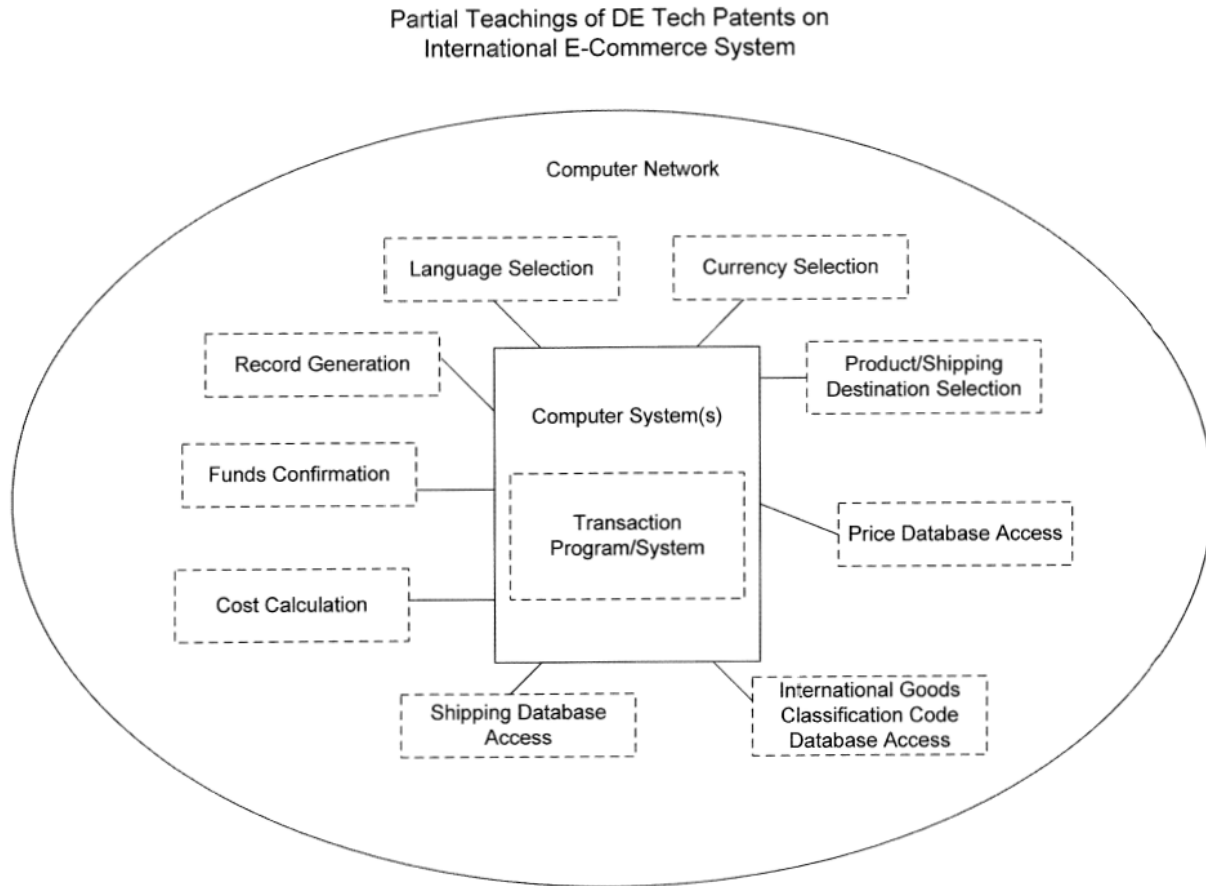 Partial Teachings of DE Tech Patents on
International E-Commerce System
Computer Network
Language Selection
Currency Selection
Record Generation
Product/Shipping
Destination Selection
Computer System(s)
Funds Confirmation
Transaction
Program/System
Price Database Access
Cost Calculation
Shipping Database
Access
International Goods
Classification Code
Database Access